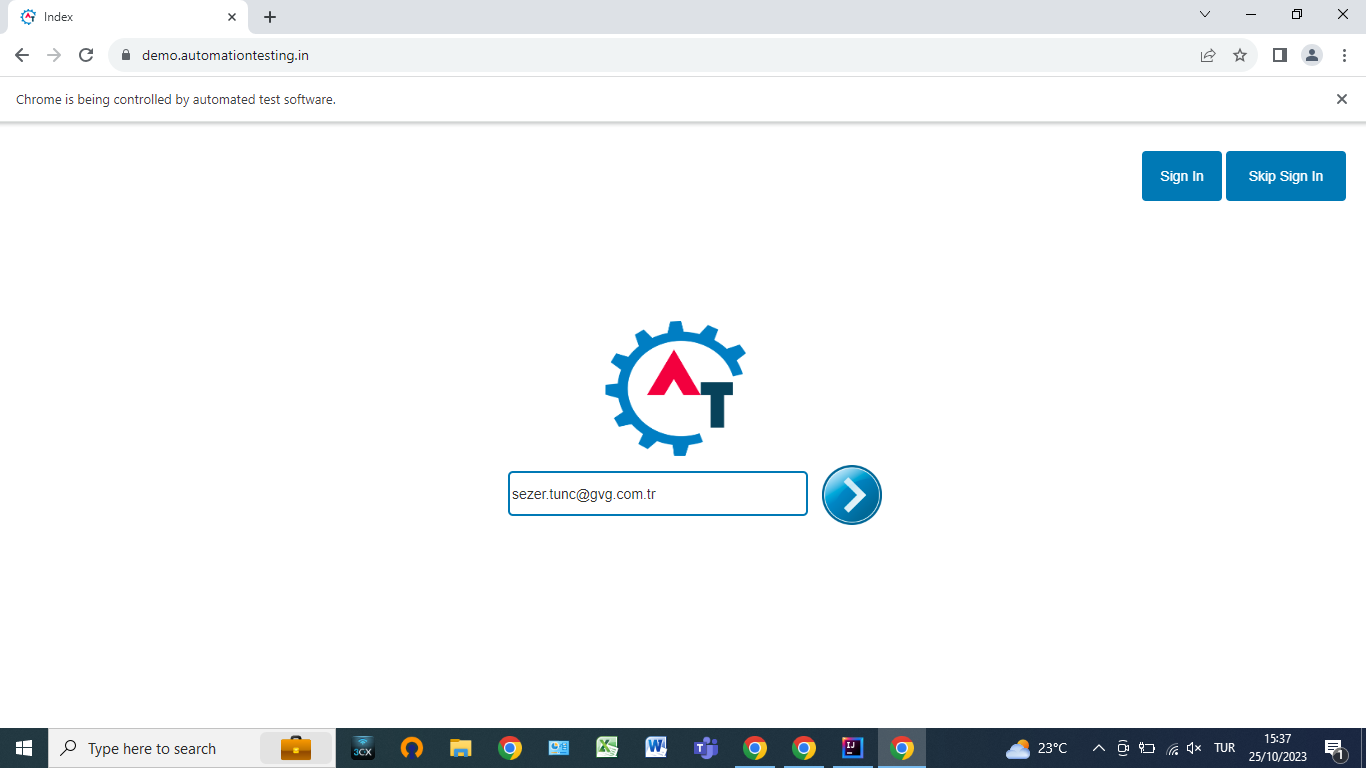 Index
demo.automationtesting.in
Chrome is being controlled by automated test software.
Sign In
Skip Sign In
AT
sezer.tunc@gvg.com.tr
Type here to search
3CX
IJ
23°C
TUR
15:37
25/10/2023
1